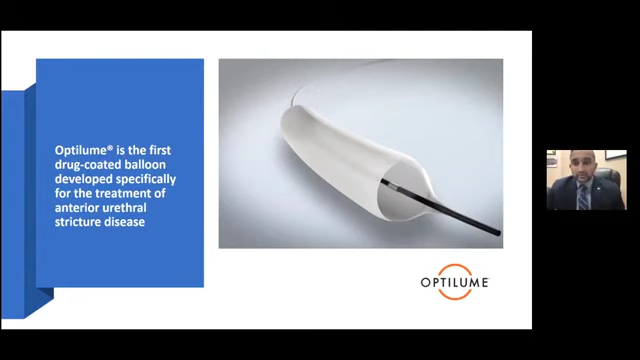 Optilume® is the first
drug-coated balloon
developed specifically
for the treatment of
anterior urethral
stricture disease
OPTILUME